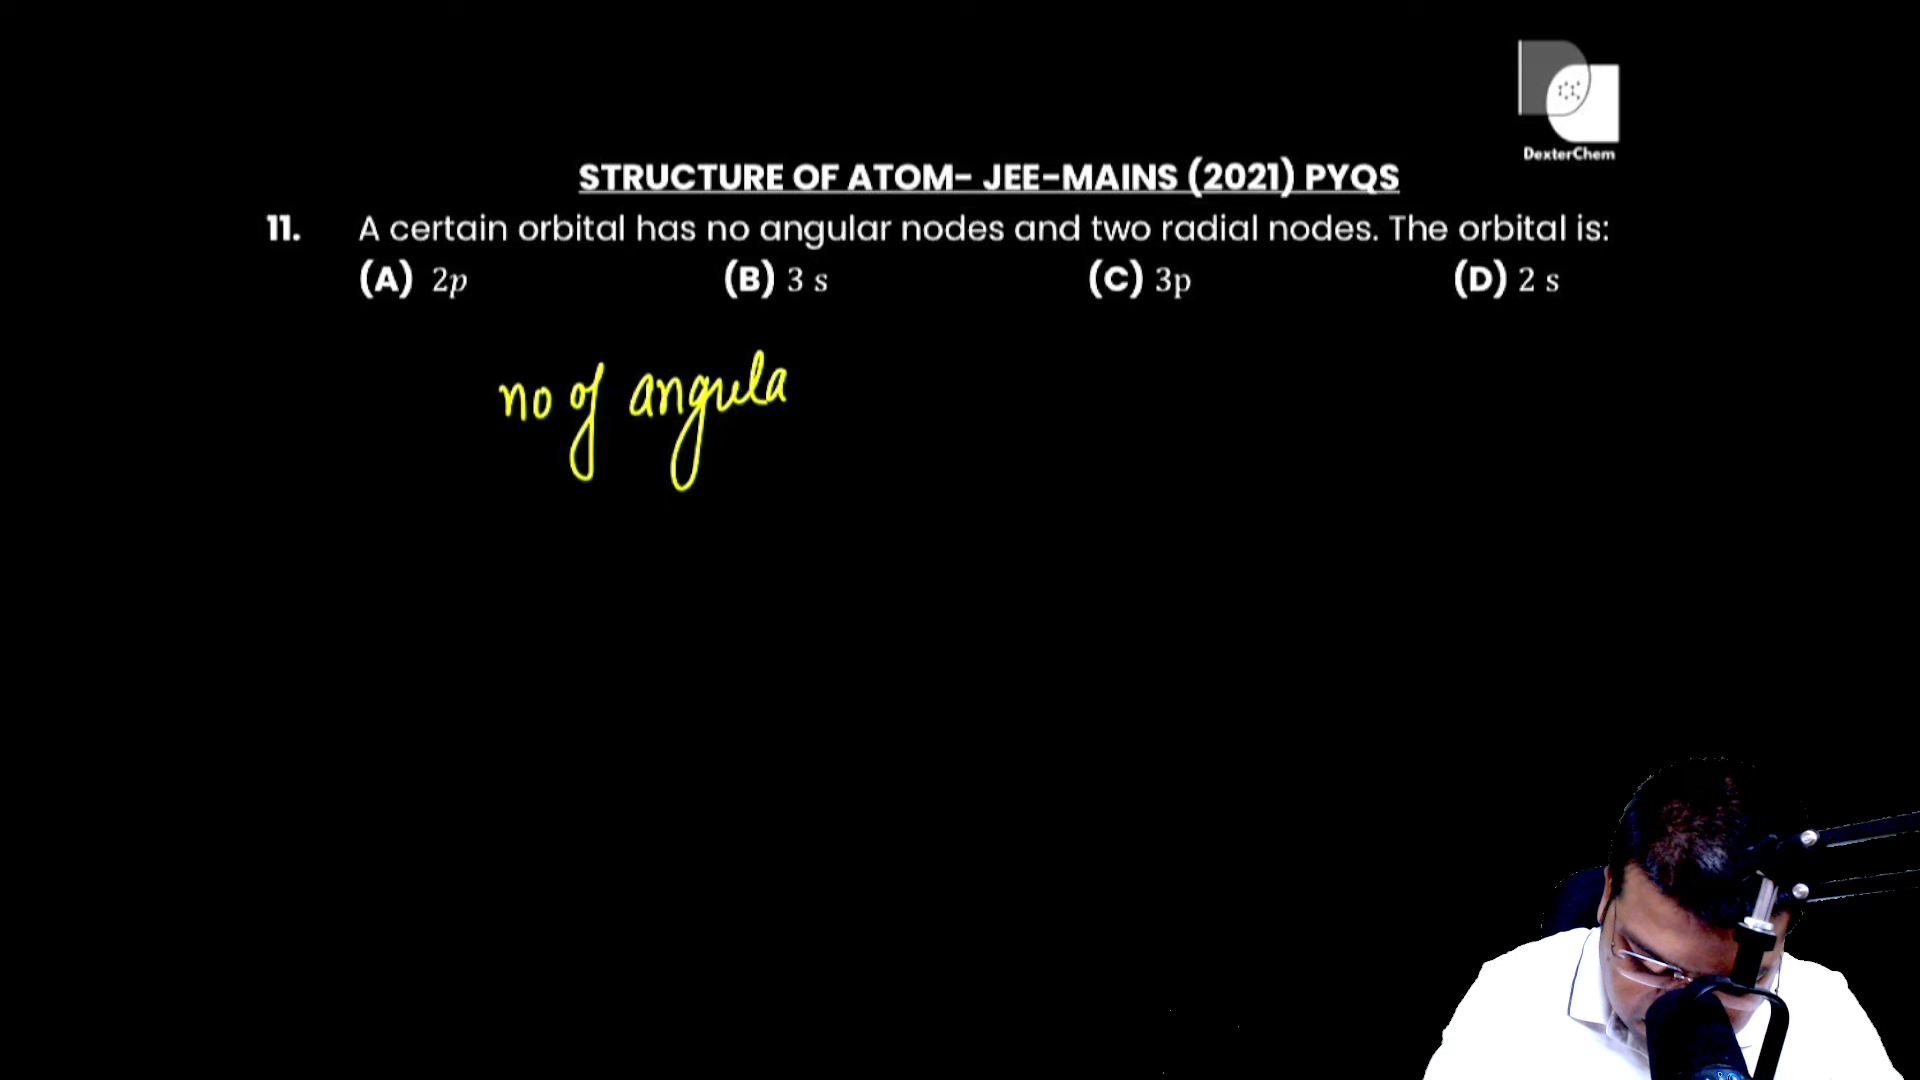 DexterChem
STRUCTURE OF ATOM- JEE-MAINS (2021) PYQS
11. A certain orbital has no angular nodes and two radial nodes. The orbital is:
(A) 2p (B) 3 s (C) 3p (D) 2 s
no of angula